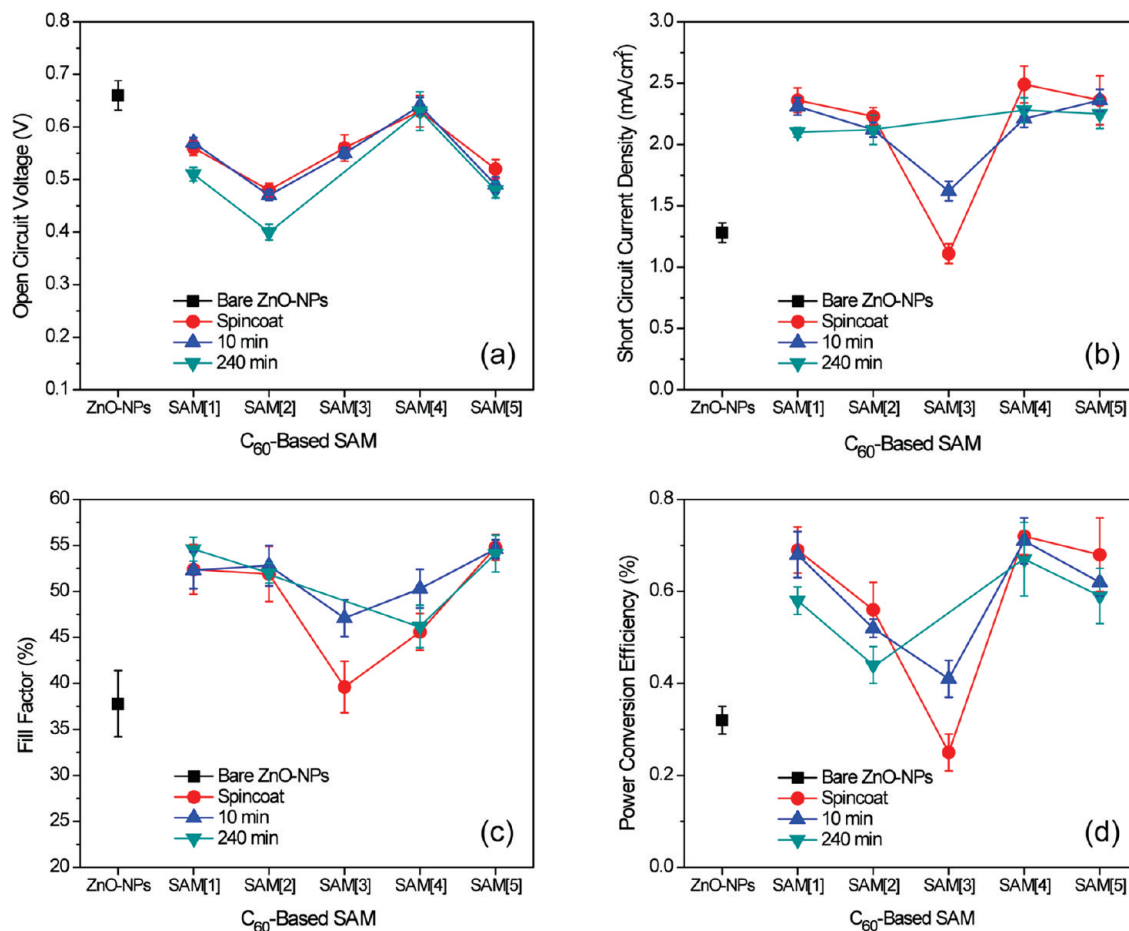 0.8
0.7
0.6
0.5
0.4
0.3
0.2
0.1
Open Circuit Voltage (V)
Bare ZnO-NPs
Spincoat
10 min
240 min
(a)
ZnO-NPs SAM[1] SAM[2] SAM[3] SAM[4] SAM[5]
C₆₀-Based SAM
3.0
2.5
2.0
1.5
1.0
0.5
0.0
Short Circuit Current Density (mA/cm²)
Bare ZnO-NPs
Spincoat
10 min
240 min
(b)
ZnO-NPs SAM[1] SAM[2] SAM[3] SAM[4] SAM[5]
C₆₀-Based SAM
60
55
50
45
40
35
30
25
20
Fill Factor (%)
Bare ZnO-NPs
Spincoat
10 min
240 min
(c)
ZnO-NPs SAM[1] SAM[2] SAM[3] SAM[4] SAM[5]
C₆₀-Based SAM
0.8
0.6
0.4
0.2
0.0
Power Conversion Efficiency (%)
Bare ZnO-NPs
Spincoat
10 min
240 min
(d)
ZnO-NPs SAM[1] SAM[2] SAM[3] SAM[4] SAM[5]
C₆₀-Based SAM